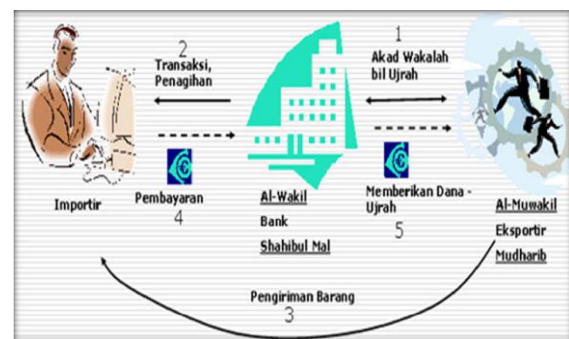 2
Transaksi,
Penagihan
1
Akad Wakalah
bil Ujrah
Importir
Pembayaran
4
Al-Wakil
Bank
Shahibul Mal
Memberikan Dana -
Ujrah
5
Al-Muwakil
Eksportir
Mudharib
Pengiriman Barang
3